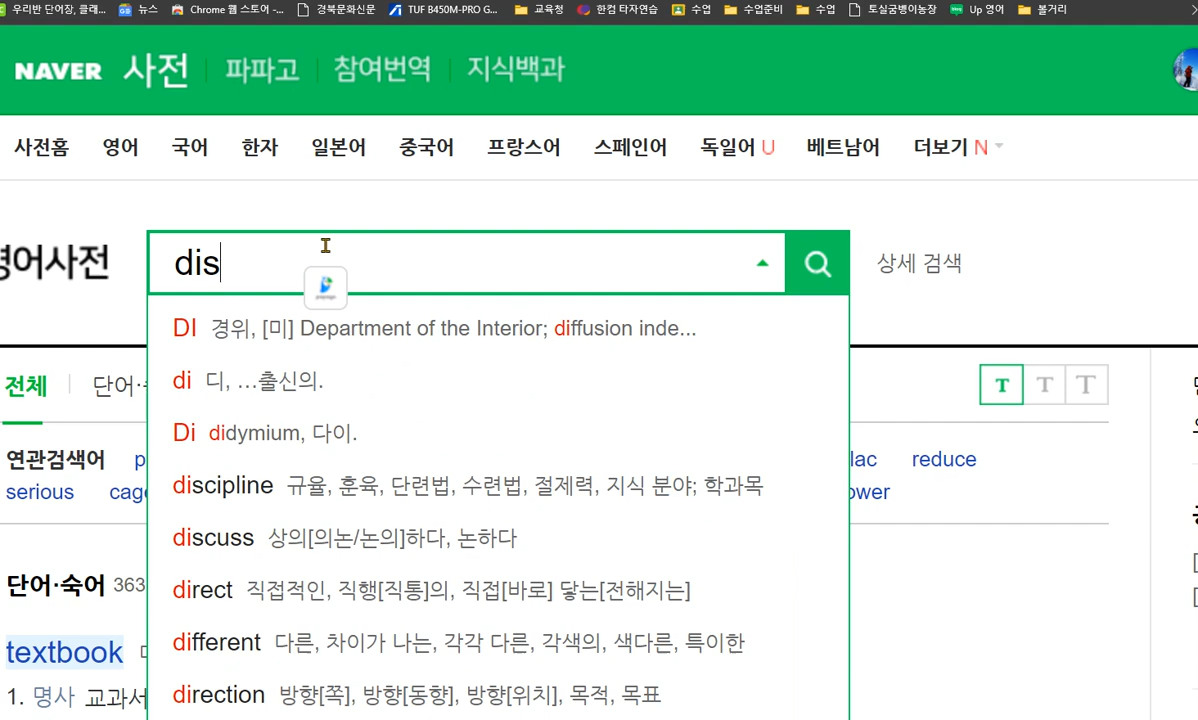 우리반 단어장, 클래... 뉴스 Chrome 웹 스토어 -... 경북문화신문 TUF B450M-PRO G... 교육청 한컴 타자연습 수업 수업준비 수업 토실굼벵이농장 Up 영어 볼거리
NAVER 사전 파파고 참여번역 지식백과
사전홈 영어 국어 한자 일본어 중국어 프랑스어 스페인어 독일어 U 베트남어 더보기 N
영어사전 dis 상세 검색
DI 경위, [미] Department of the Interior; diffusion inde...
di 디, …출신의.
전체 단어· T T T
Di didymium, 다이.
연관검색어 p lac reduce
discipline 규율, 훈육, 단련법, 수련법, 절제력, 지식 분야; 학과목
serious cage ower
discuss 상의[의논/논의]하다, 논하다
단어·숙어 363
direct 직접적인, 직행[직통]의, 직접[바로] 닿는[전해지는]
different 다른, 차이가 나는, 각각 다른, 각색의, 색다른, 특이한
textbook
direction 방향[쪽], 방향[동향], 방향[위치], 목적, 목표
1. 명사 교과서